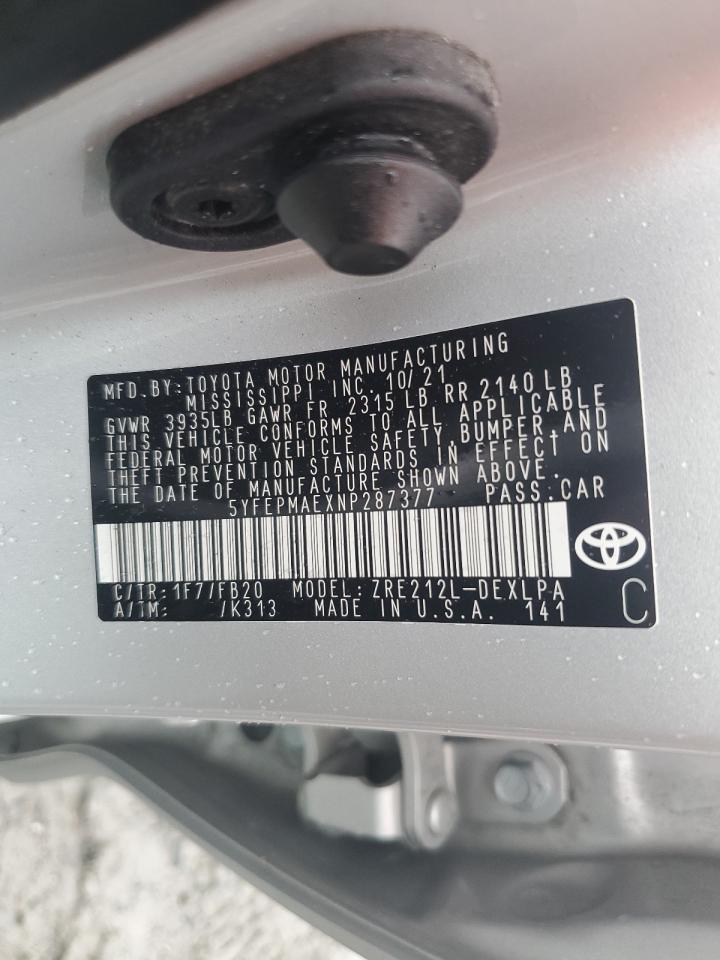 MFD. BY: TOYOTA MOTOR MANUFACTURING
MISSISSIPPI, INC. 10/21
GVWR 3935LB GAWR FR 2315 LB RR 2140 LB
THIS VEHICLE CONFORMS TO ALL APPLICABLE
FEDERAL MOTOR VEHICLE SAFETY, BUMPER, AND
THEFT PREVENTION STANDARDS IN EFFECT ON
THE DATE OF MANUFACTURE SHOWN ABOVE.
5YFEPMAEXNP287377 PASS.CAR
C/TR: 1F7/FB20 MODEL: ZRE212L-DEXLPA
A/TM: /K313 MADE IN U.S.A. 141 C